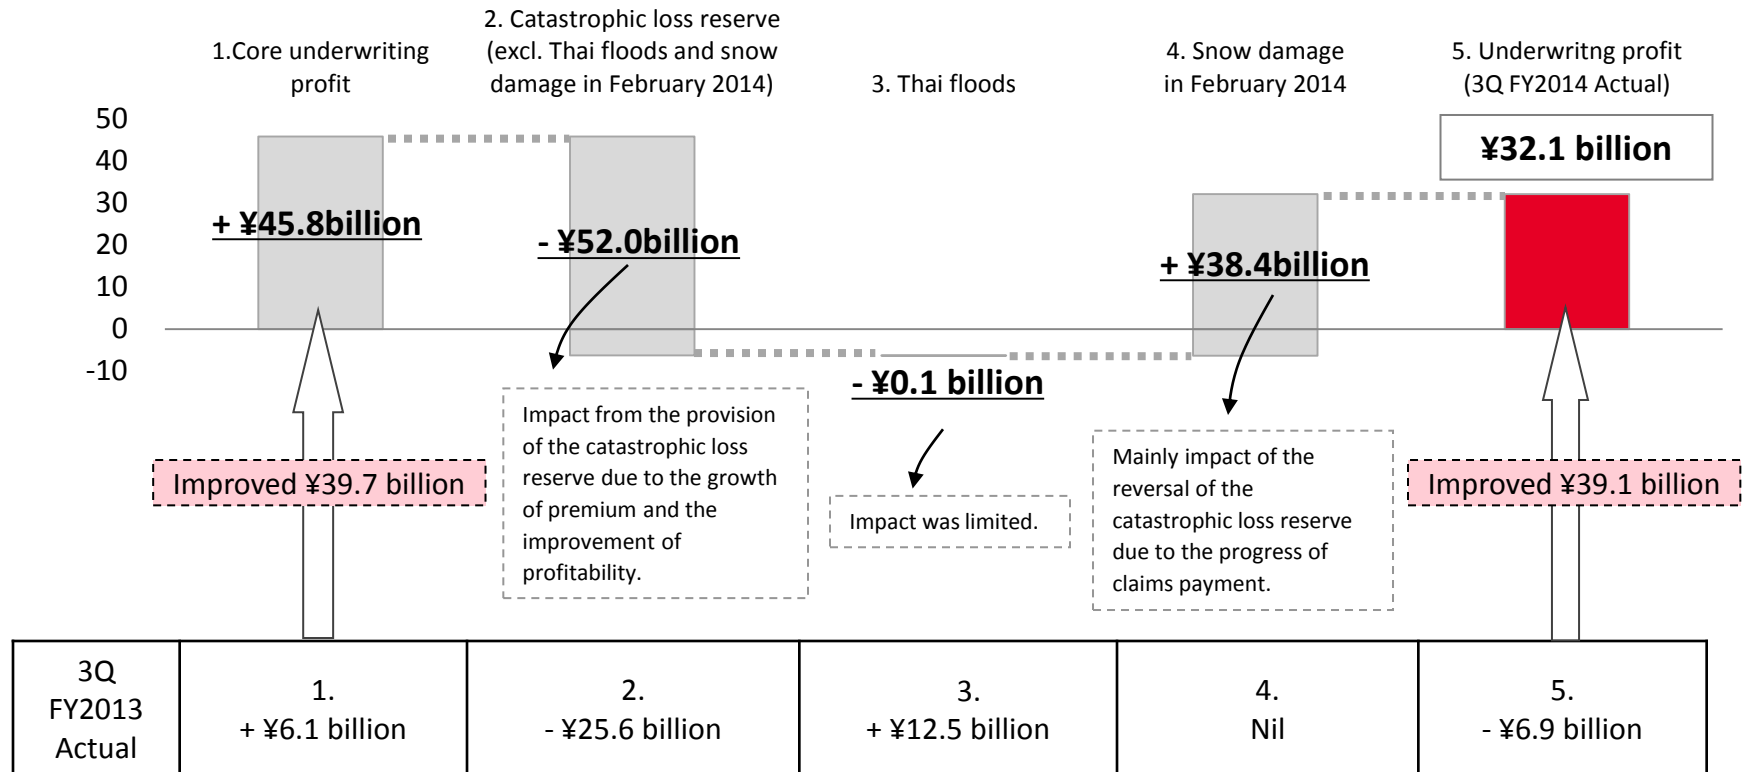 1.Core underwriting
profit
2. Catastrophic loss reserve
(excl. Thai floods and snow
damage in February 2014)
3. Thai floods
4. Snow damage
in February 2014
5. Underwritng profit
(3Q FY2014 Actual)
50
40
30
20
10
0
-10
+ ¥45.8billion
- ¥52.0billion
- ¥0.1 billion
+ ¥38.4billion
¥32.1 billion
Improved ¥39.7 billion
Impact from the provision
of the catastrophic loss
reserve due to the growth
of premium and the
improvement of
profitability.
Impact was limited.
Mainly impact of the
reversal of the
catastrophic loss reserve
due to the progress of
claims payment.
Improved ¥39.1 billion
3Q
FY2013
Actual
1.
+ ¥6.1 billion
2.
- ¥25.6 billion
3.
+ ¥12.5 billion
4.
Nil
5.
- ¥6.9 billion